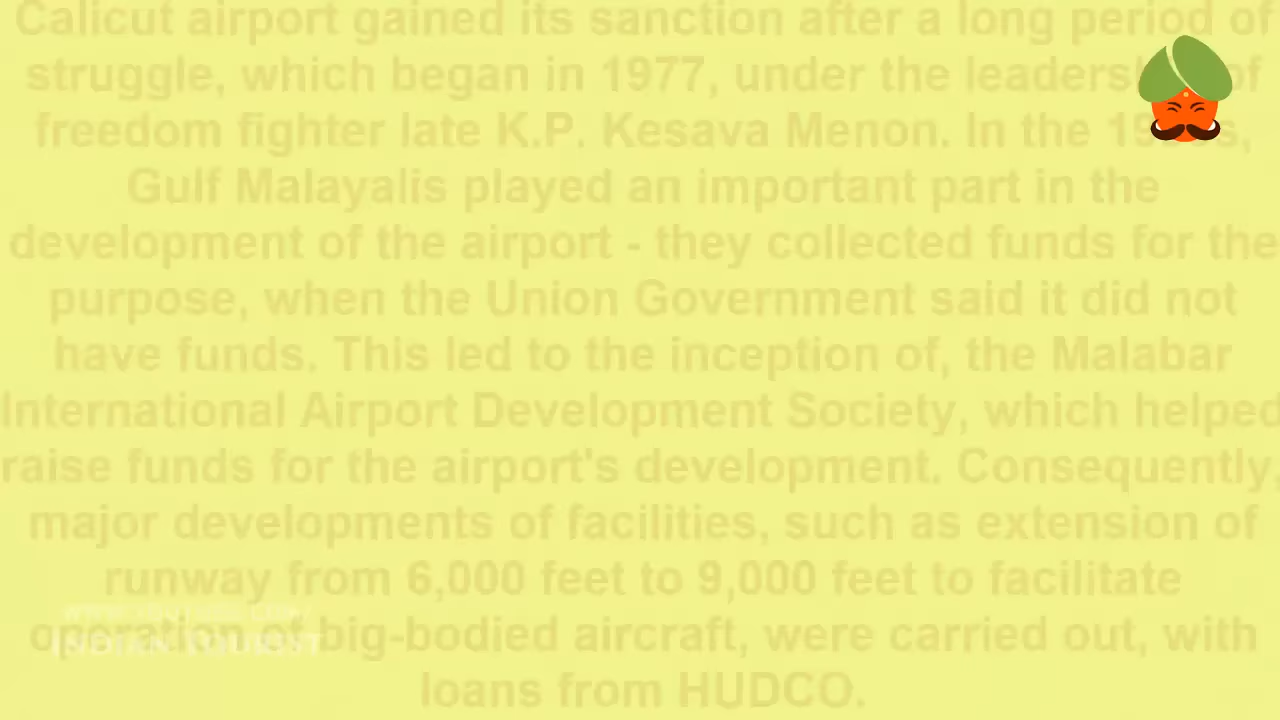 Calicut airport gained its sanction after a long period of
struggle, which began in 1977, under the leadership of
freedom fighter late K.P. Kesava Menon. In the
Gulf Malayalis played an important part in the
development of the airport - they collected funds for the
purpose, when the Union Government said it did not
have funds. This led to the inception of, the Malabar
International Airport Development Society, which helped
raise funds for the airport's development. Consequently,
major developments of facilities, such as extension of
runway from 6,000 feet to 9,000 feet to facilitate
operation of big-bodied aircraft, were carried out, with
INDIAN TOURIST
loans from HUDCO.